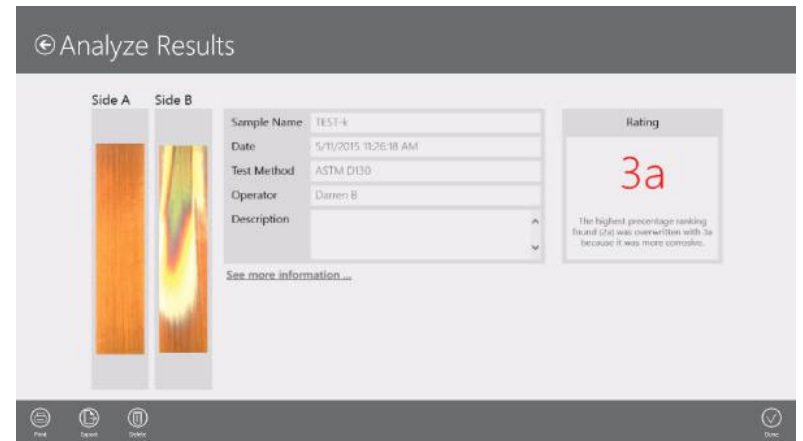 Analyze Results
Side A
Side B
Sample Name TEST-k
Date 5/11/2015 11:26:18 AM
Test Method ASTM D130
Operator Darren B
Description
See more information ...
Rating
3a
The highest precentage ranking
found (2a) was overwritten with 3a
because it was more corrosive.
Print
Export
Delete
Done